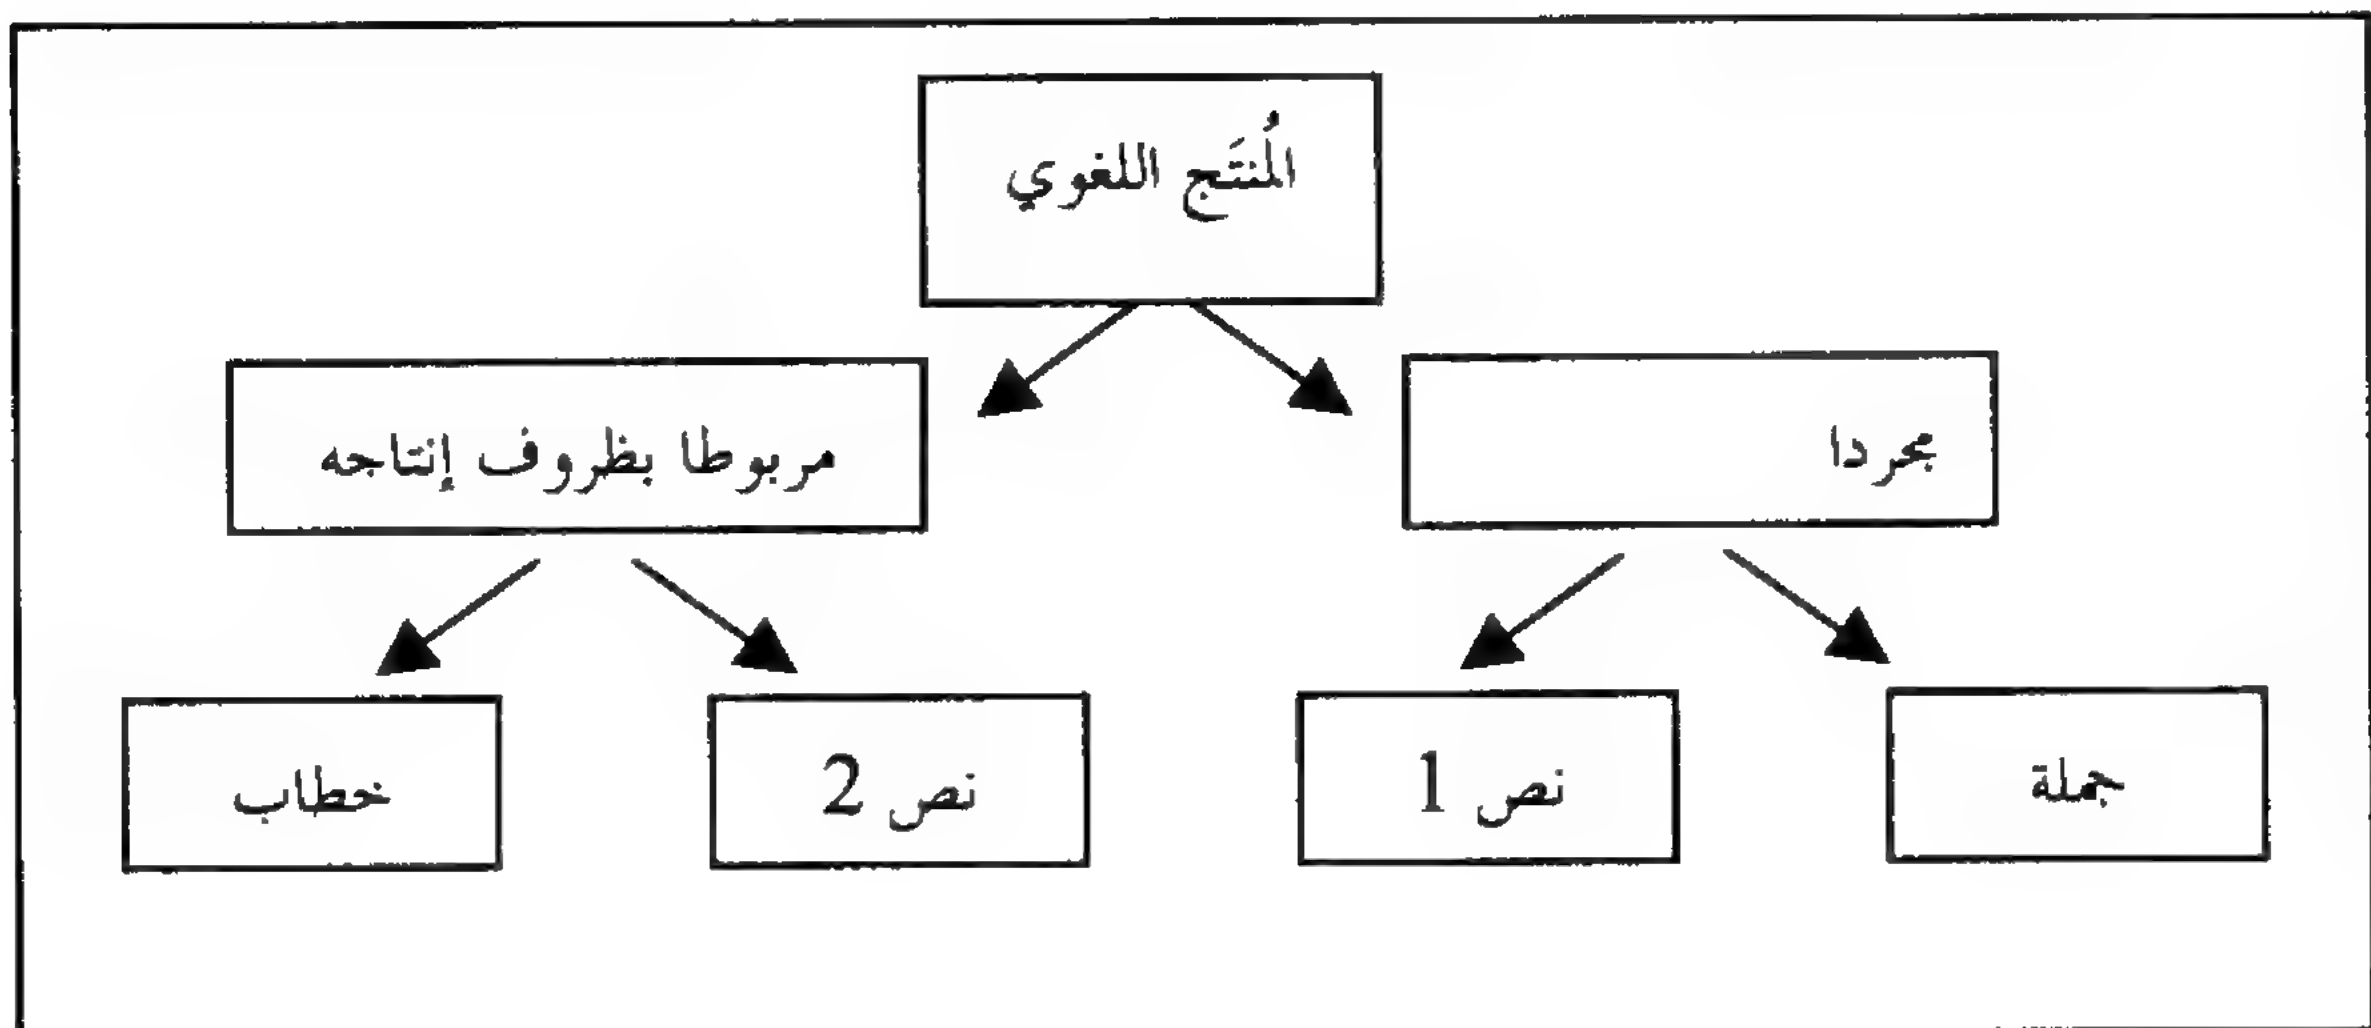 المُنتَج اللغوي
مجردا
مربوطا بظروف إنتاجه
جملة
نص 1
نص 2
خطاب